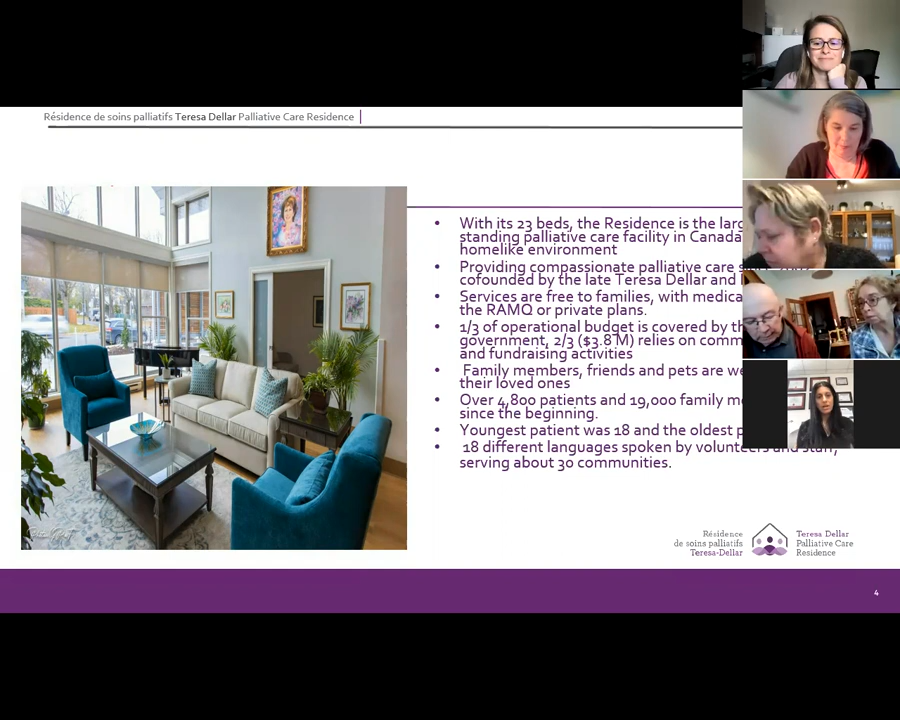 Résidence de soins palliatifs Teresa Dellar Palliative Care Residence
• With its 23 beds, the Residence is the
standing palliative care facility in Canada
homelike environment
• Providing compassionate palliative care
cofounded by the late Teresa Dellar and
• Services are free to families, with
the RAMQ or private plans.
• 1/3 of operational budget is covered by
government, 2/3 ($3.8 M) relies on
and fundraising activities
• Family members, friends and pets are
their loved ones
• Over 4,800 patients and 19,000 family
since the beginning.
• Youngest patient was 18 and the oldest
• 18 different languages spoken by volunteers and staff,
serving about 30 communities.
Résidence
de soins palliatifs
Teresa-Dellar
Teresa Dellar
Palliative Care
Residence
4